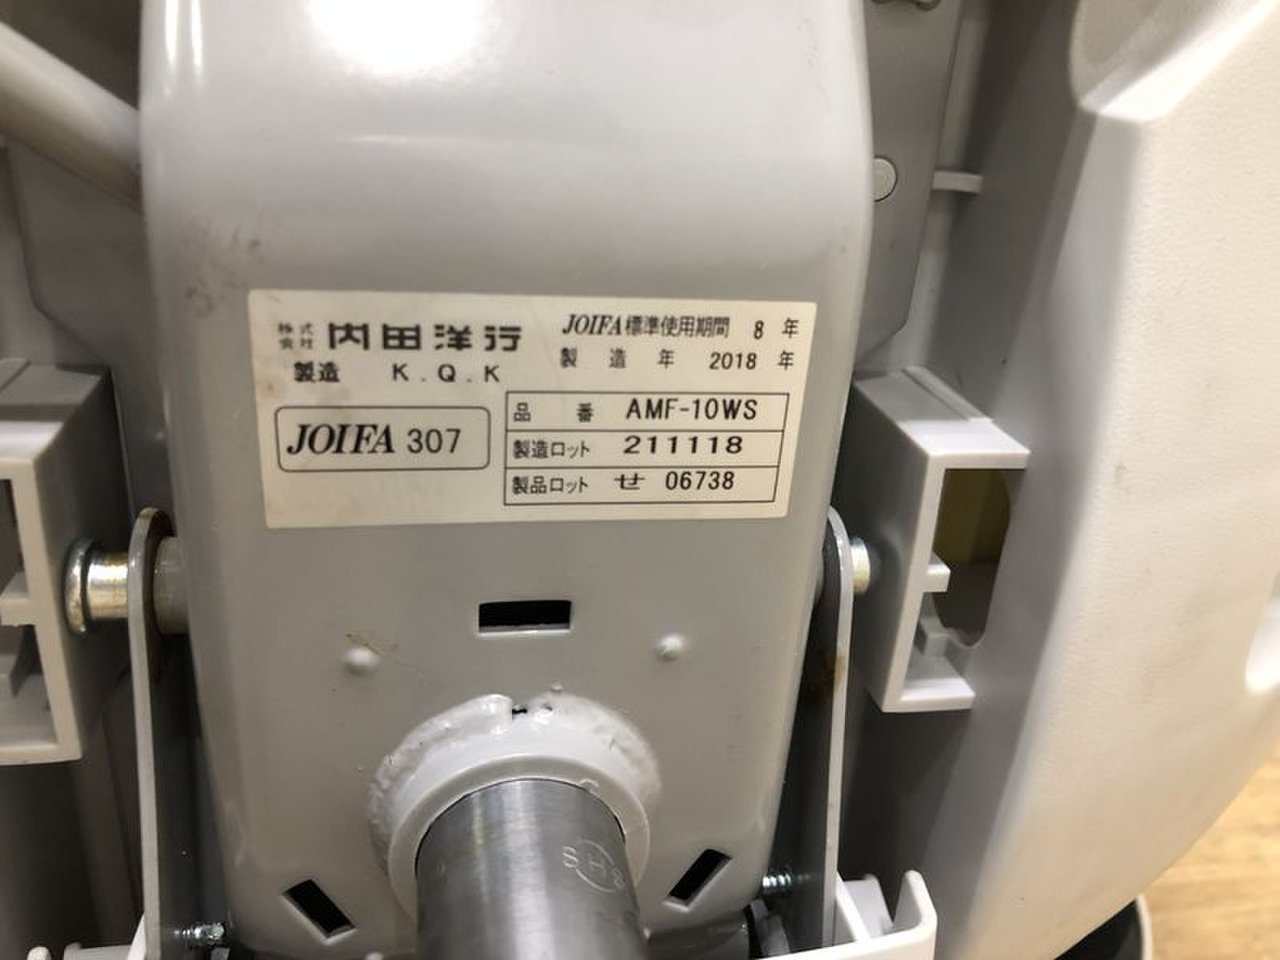 株式会社 内田洋行
製造 K.Q.K
JOIFA 307
JOIFA標準使用期間 8 年
製造年 2018 年
品番 AMF-10WS
製造ロット 211118
製品ロット せ 06738